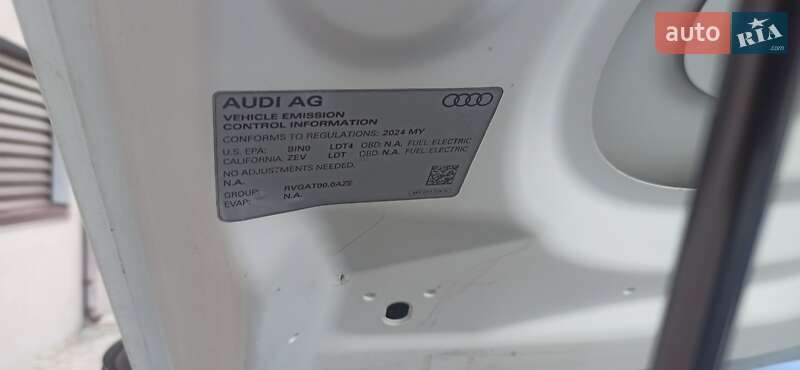 auto RIA.com
AUDI AG
VEHICLE EMISSION
CONTROL INFORMATION
CONFORMS TO REGULATIONS: 2024 MY
U.S. EPA: BIN0 LDT4 OBD: N.A. FUEL: ELECTRIC
CALIFORNIA: ZEV LDT OBD: N.A. FUEL: ELECTRIC
NO ADJUSTMENTS NEEDED.
N.A.
GROUP: RVGAT00.0AZE
EVAP: N.A.